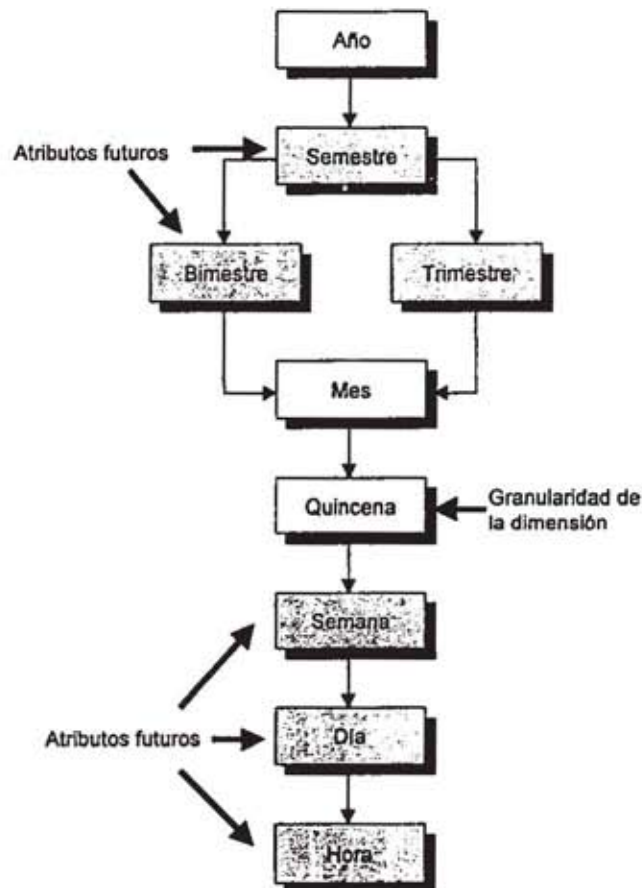 Año
Atributos futuros
Semestre
Bimestre
Trimestre
Mes
Quincena
Granularidad de
la dimensión
Semana
Atributos futuros
Día
Hora